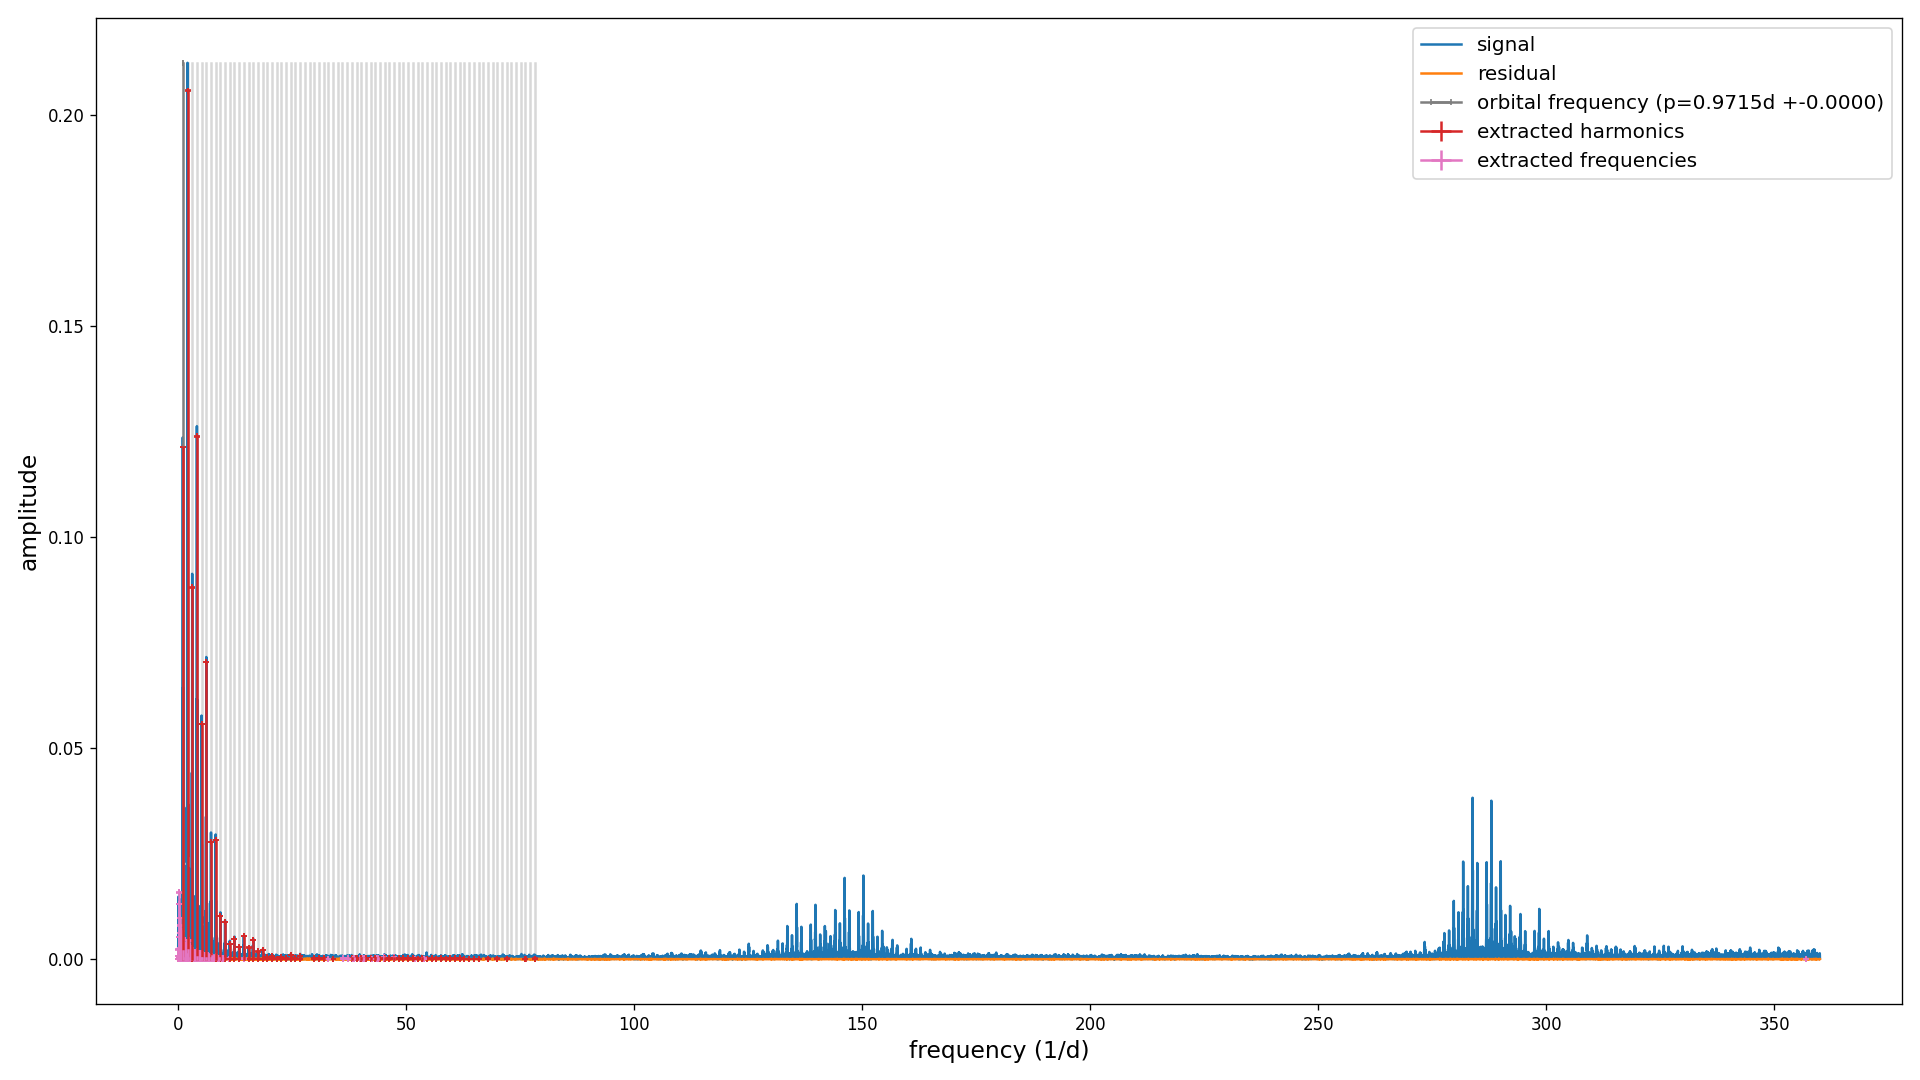 signal
residual
orbital frequency (p=0.9715d +-0.0000)
extracted harmonics
extracted frequencies
amplitude
0.20
0.15
0.10
0.05
0.00
0 50 100 150 200 250 300 350
frequency (1/d)